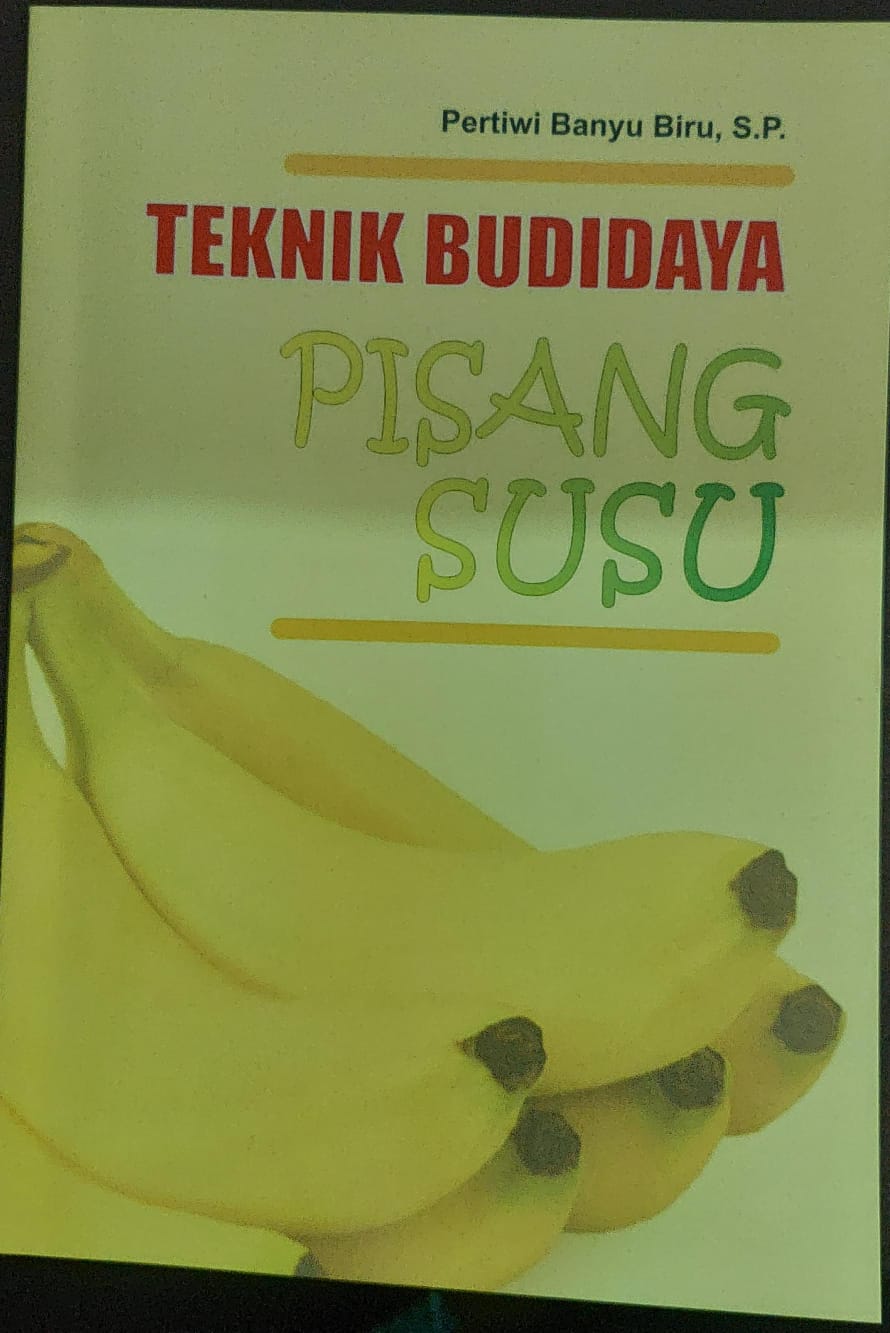 Pertiwi Banyu Biru, S.P.
TEKNIK BUDIDAYA
PISANG
SUSU